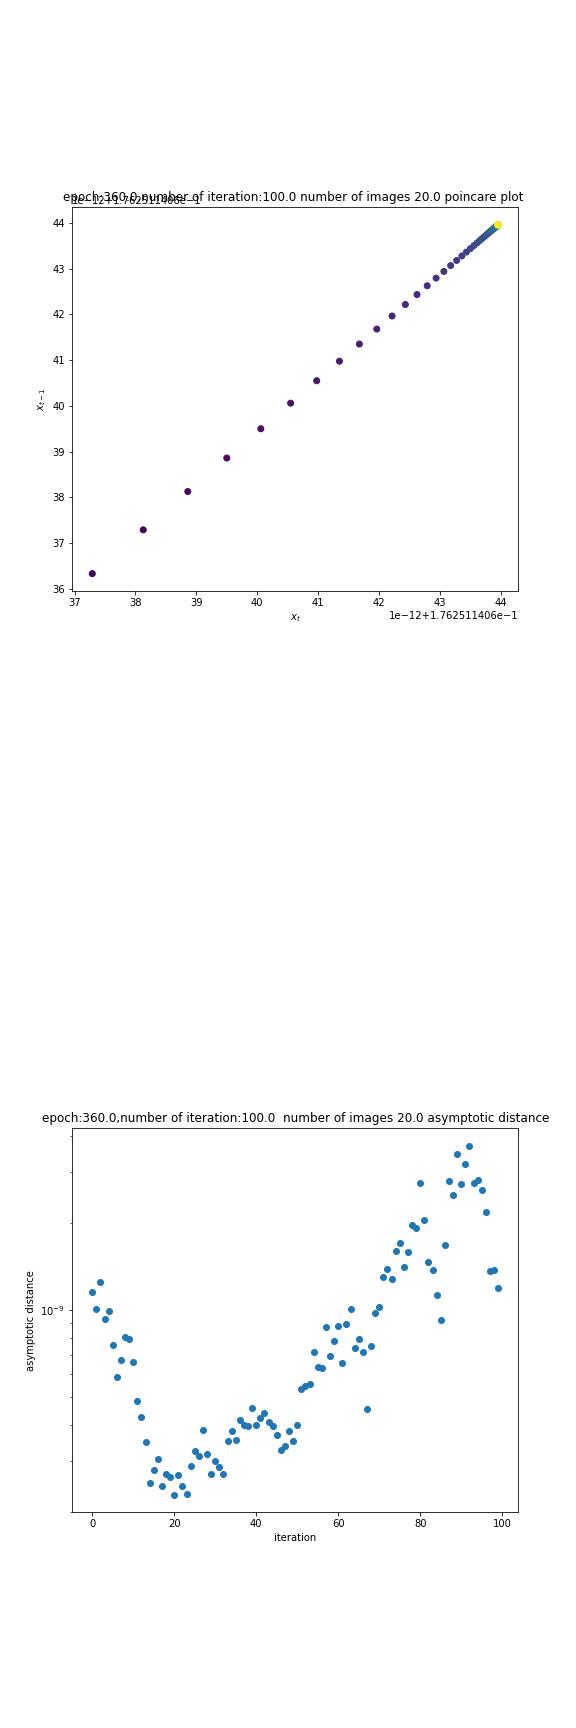 epoch:360.0,number of iteration:100.0 number of images 20.0 poincare plot
1e−12+1.762511406e−1
44
43
42
41
40
39
38
37
36
x_{t−1}
37 38 39 40 41 42 43 44
x_t
1e−12+1.762511406e−1
epoch:360.0,number of iteration:100.0  number of images 20.0 asymptotic distance
10^{−9}
asymptotic distance
0 20 40 60 80 100
iteration